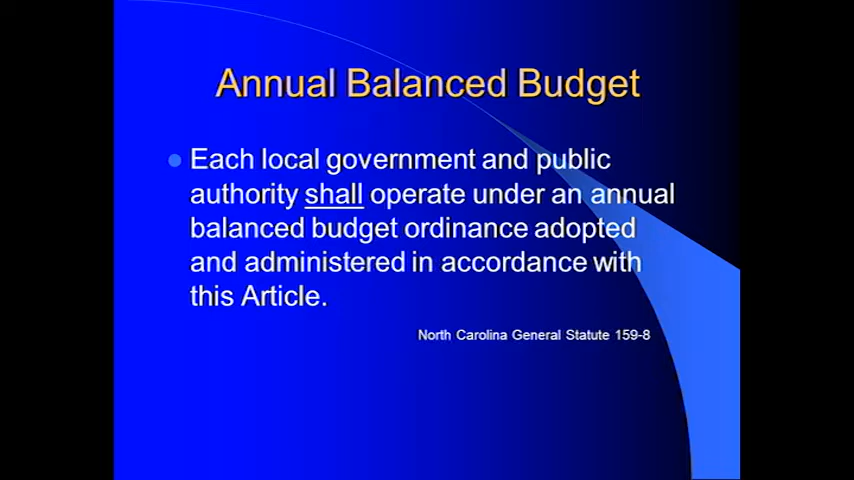 Annual Balanced Budget
Each local government and public
authority shall operate under an annual
balanced budget ordinance adopted
and administered in accordance with
this Article.
North Carolina General Statute 159-8